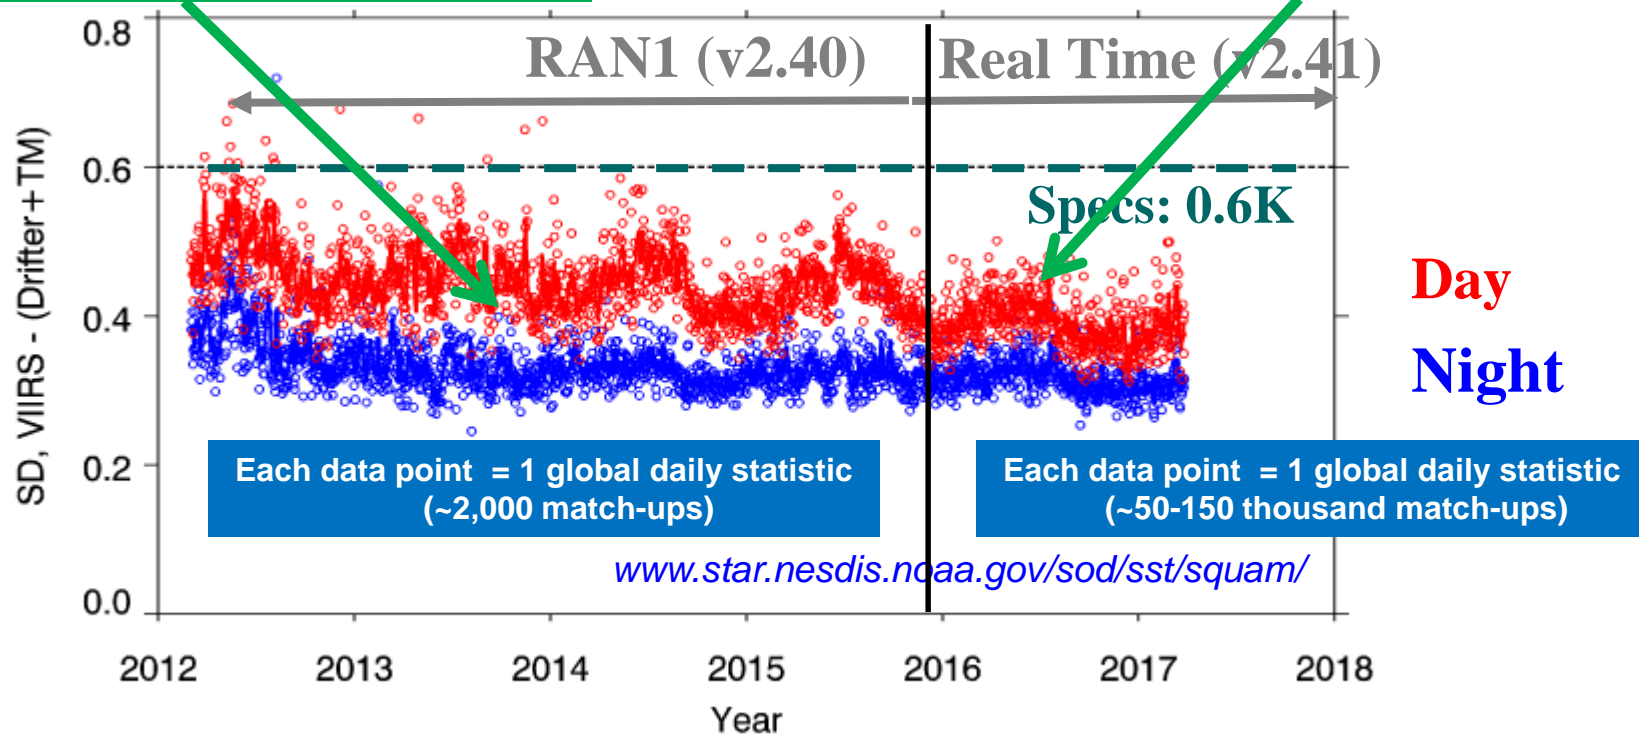 0.8
RAN1 (v2.40)
Real Time (v2.41)
0.6
Specs: 0.6K
SD, VIIRS - (Drifter+TM)
Day
0.4
Night
0.2
Each data point = 1 global daily statistic
(~2,000 match-ups)
Each data point = 1 global daily statistic
(~50-150 thousand match-ups)
www.star.nesdis.noaa.gov/sod/sst/squam/
0.0
2012 2013 2014 2015 2016 2017 2018
Year